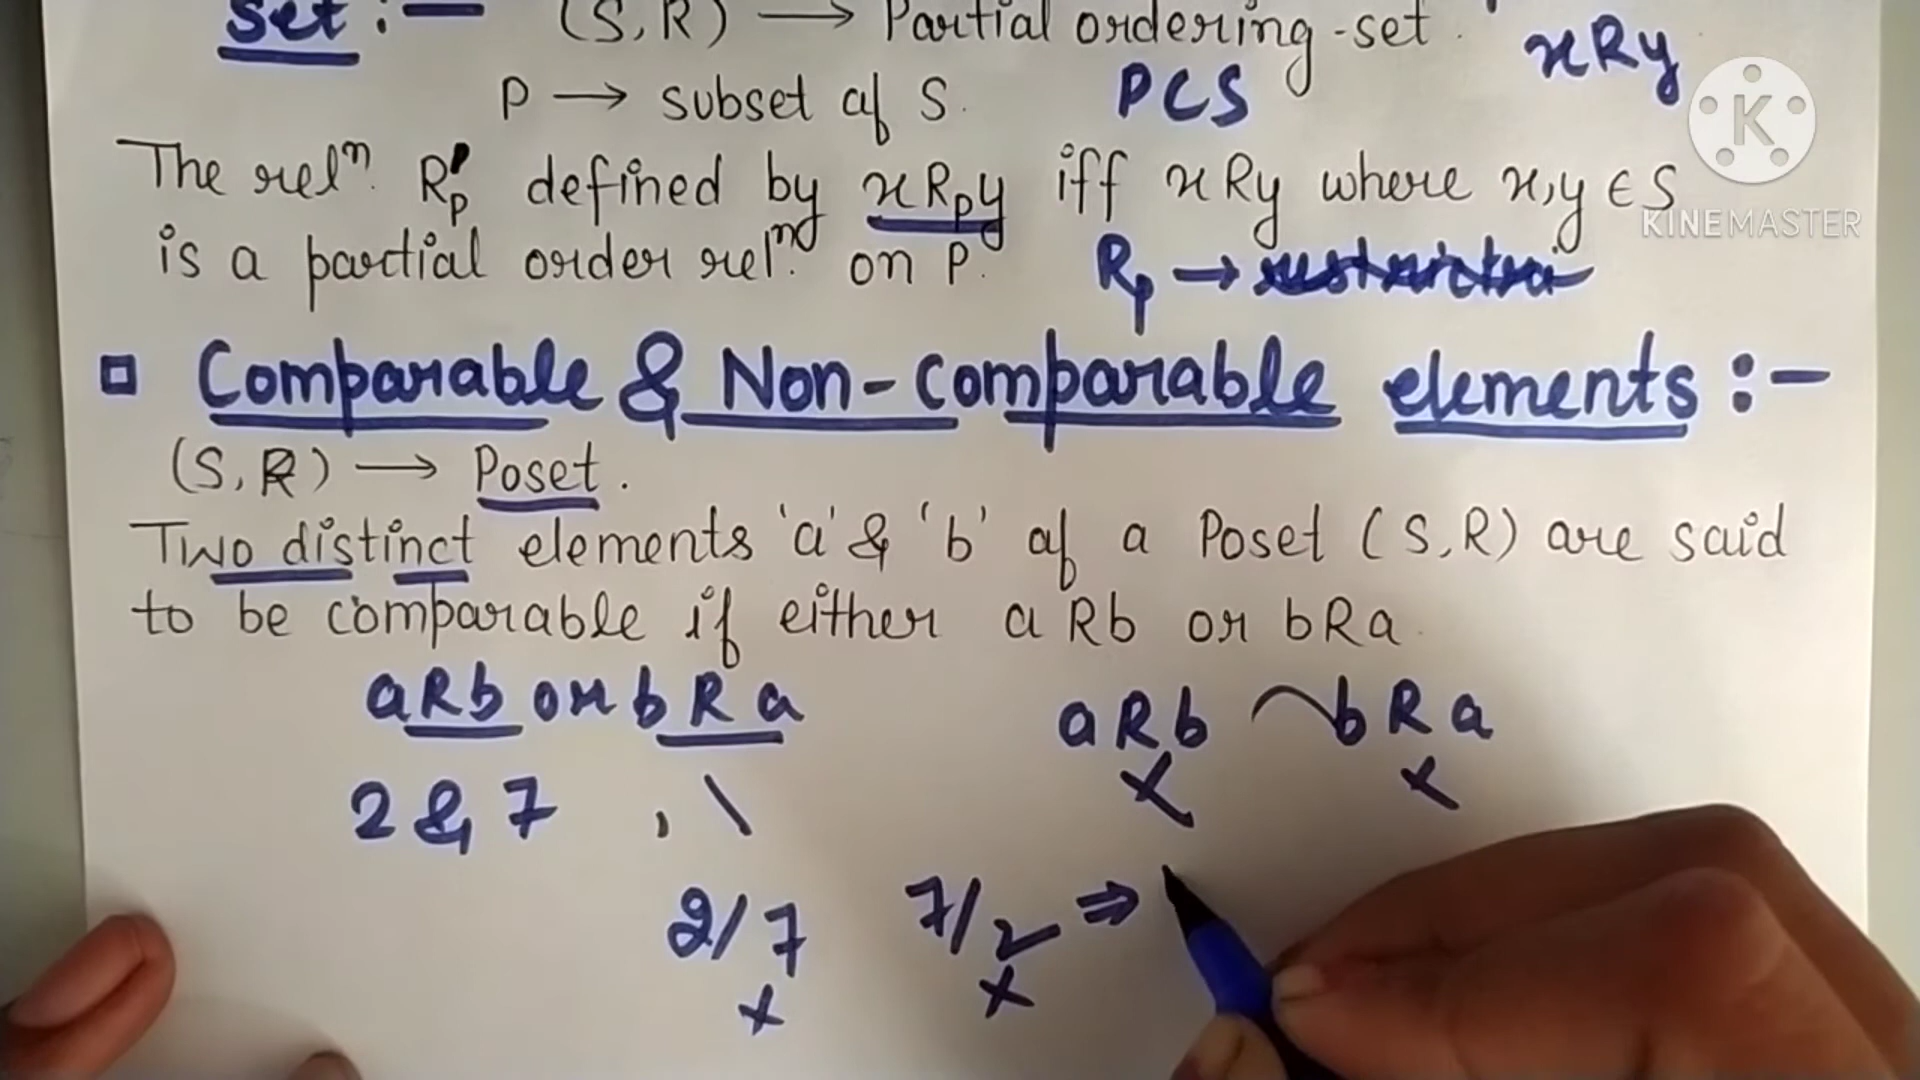 Set :— (S, R) → Partial ordering-set.
xRy
P → subset of S. PCS
The relⁿ. R'p defined by xRpy iff xRy where x,y ∈ S
is a partial order relⁿ. on P. Rp →
□ Comparable & Non-Comparable elements :—
(S, R) → Poset.
Two distinct elements 'a' & 'b' of a Poset (S, R) are said
to be comparable if either aRb or bRa.
aRb or bRa
aRb bRa
x x
2 & 7 , \
2/7 7/2 ⇒
x x
K
KINEMASTER